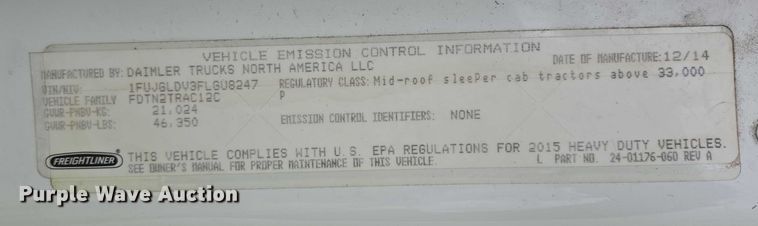 VEHICLE EMISSION CONTROL INFORMATION
MANUFACTURED BY: DAIMLER TRUCKS NORTH AMERICA LLC DATE OF MANUFACTURE: 12/14
VIN/NIV: 1FUJGLDV3FLGU8247 REGULATORY CLASS: Mid-roof sleeper cab tractors above 33,000
VEHICLE FAMILY FDTN2TRAC12C P
GVWR-PNBV-KG: 21,024
GVWR-PNBV-LBS: 46,350 EMISSION CONTROL IDENTIFIERS: NONE
FREIGHTLINER THIS VEHICLE COMPLIES WITH U.S. EPA REGULATIONS FOR 2015 HEAVY DUTY VEHICLES.
SEE OWNER'S MANUAL FOR PROPER MAINTENANCE OF THIS VEHICLE. L PART NO. 24-01176-060 REV A
Purple Wave Auction